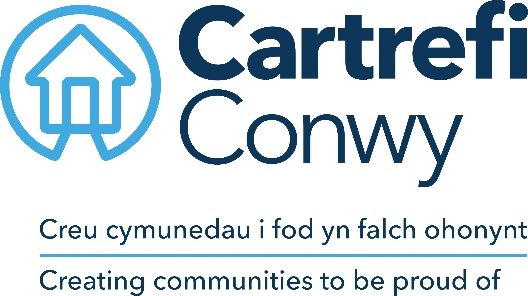 Cartrefi
Conwy
Creu cymunedau i fod yn falch ohonynt
Creating communities to be proud of